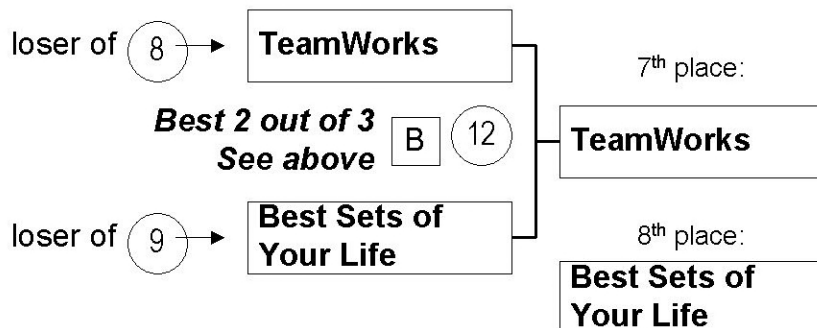 loser of 8 TeamWorks
7th place:
Best 2 out of 3
See above B 12
TeamWorks
loser of 9 Best Sets of
Your Life
8th place:
Best Sets of
Your Life